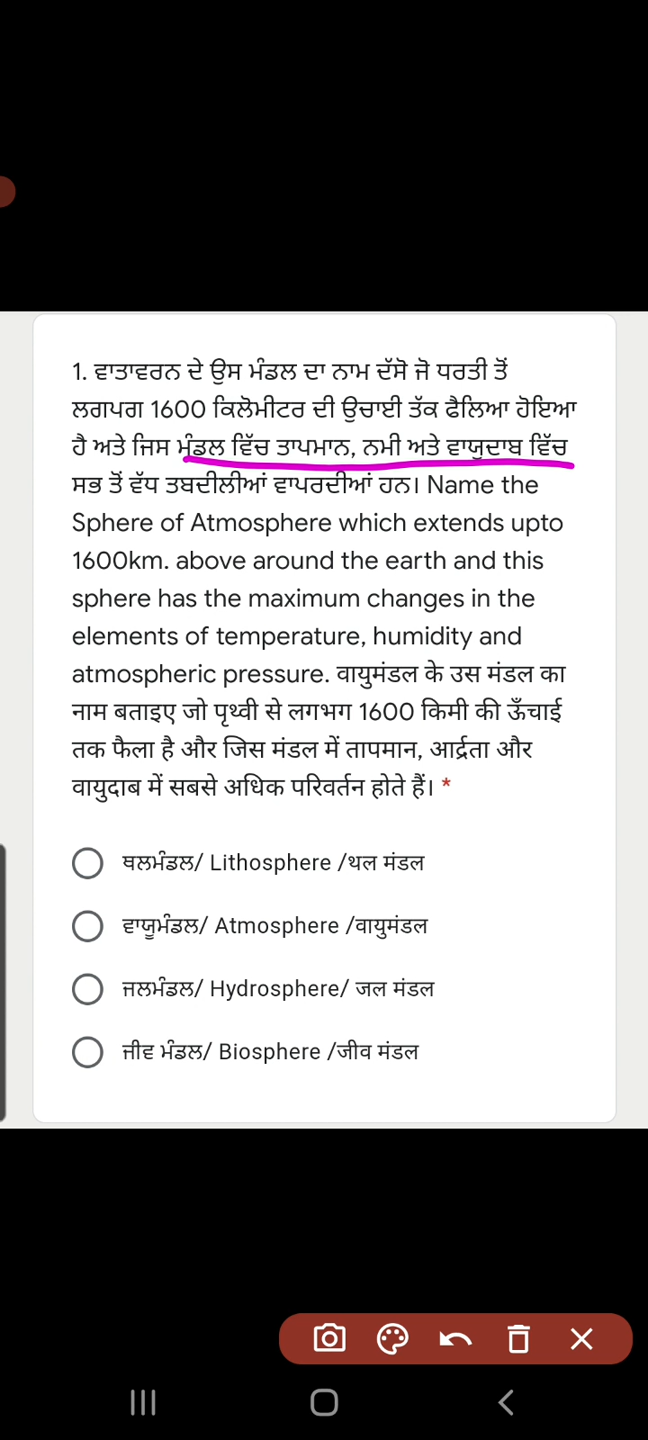 1. ਵਾਤਾਵਰਨ ਦੇ ਉਸ ਮੰਡਲ ਦਾ ਨਾਮ ਦੱਸੋ ਜੋ ਧਰਤੀ ਤੋਂ
ਲਗਪਗ 1600 ਕਿਲੋਮੀਟਰ ਦੀ ਉਚਾਈ ਤੱਕ ਫੈਲਿਆ ਹੋਇਆ
ਹੈ ਅਤੇ ਜਿਸ ਮੰਡਲ ਵਿੱਚ ਤਾਪਮਾਨ, ਨਮੀ ਅਤੇ ਵਾਯੁਦਾਬ ਵਿੱਚ
ਸਭ ਤੋਂ ਵੱਧ ਤਬਦੀਲੀਆਂ ਵਾਪਰਦੀਆਂ ਹਨ। Name the
Sphere of Atmosphere which extends upto
1600km. above around the earth and this
sphere has the maximum changes in the
elements of temperature, humidity and
atmospheric pressure. वायुमंडल के उस मंडल का
नाम बताइए जो पृथ्वी से लगभग 1600 किमी की ऊँचाई
तक फैला है और जिस मंडल में तापमान, आर्द्रता और
वायुदाब में सबसे अधिक परिवर्तन होते हैं। *
ਥਲਮੰਡਲ/ Lithosphere /थल मंडल
ਵਾਯੂਮੰਡਲ/ Atmosphere /वायुमंडल
ਜਲਮੰਡਲ/ Hydrosphere/ जल मंडल
ਜੀਵ ਮੰਡਲ/ Biosphere /जीव मंडल